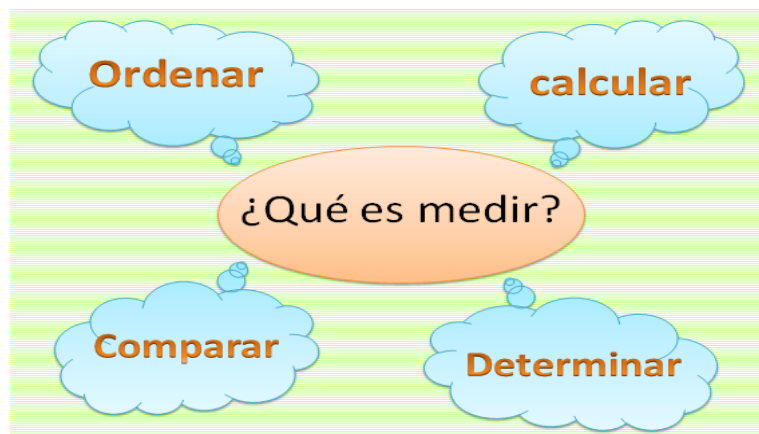 Ordenar
calcular
¿Qué es medir?
Comparar
Determinar